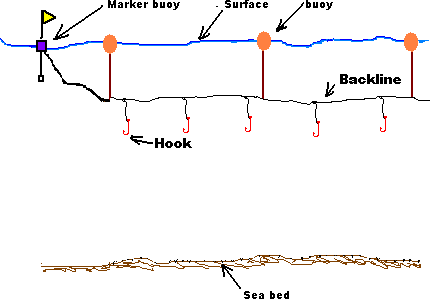 Marker buoy
Surface
buoy
Backline
Hook
Sea bed